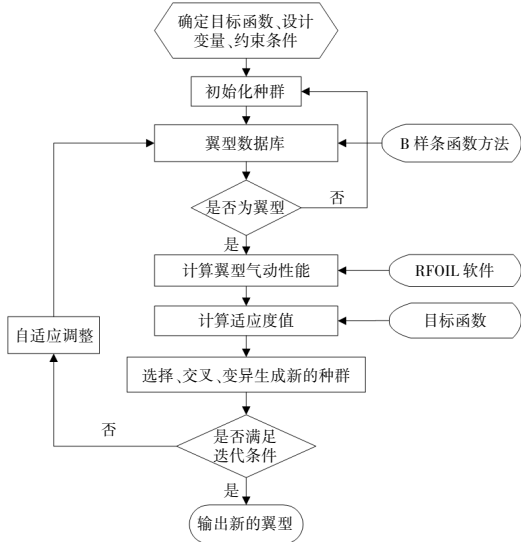 确定目标函数、设计
变量、约束条件
初始化种群
翼型数据库
B 样条函数方法
是否为翼型
否
是
计算翼型气动性能
RFOIL 软件
计算适应度值
目标函数
自适应调整
选择、交叉、变异生成新的种群
否
是否满足
迭代条件
是
输出新的翼型